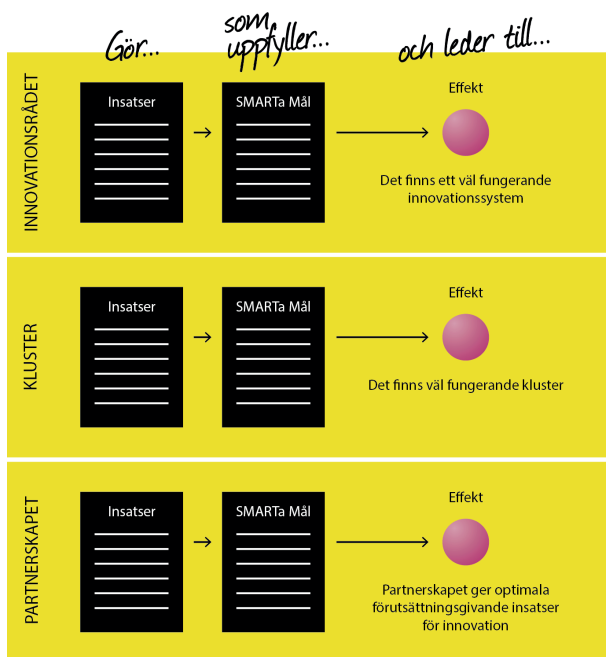 Gör...
som
uppfyller...
och leder till...
INNOVATIONSRÅDET
Insatser
SMARTa Mål
Effekt
Det finns ett väl fungerande
innovationssystem
KLUSTER
Insatser
SMARTa Mål
Effekt
Det finns väl fungerande kluster
PARTNERSKAPET
Insatser
SMARTa Mål
Effekt
Partnerskapet ger optimala
förutsättningsgivande insatser
för innovation